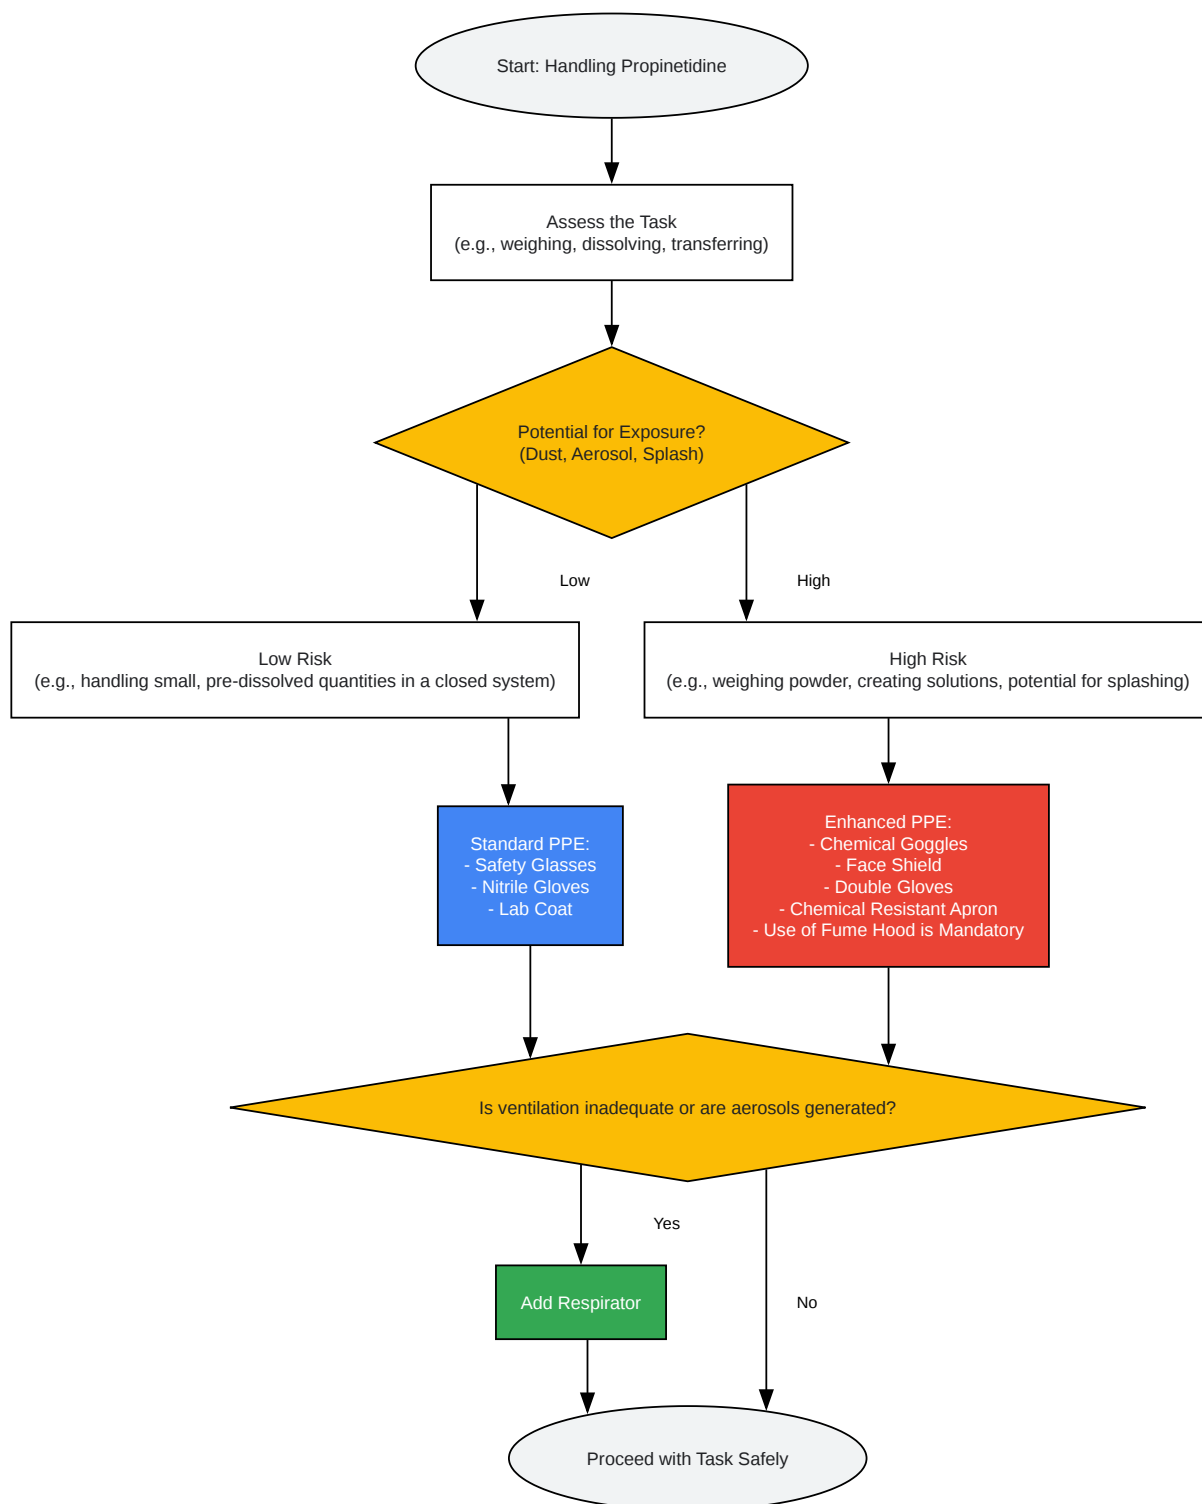 Start: Handling Propinetidine
Assess the Task
(e.g., weighing, dissolving, transferring)
Potential for Exposure?
(Dust, Aerosol, Splash)
Low
High
Low Risk
(e.g., handling small, pre-dissolved quantities in a closed system)
High Risk
(e.g., weighing powder, creating solutions, potential for splashing)
Standard PPE:
- Safety Glasses
- Nitrile Gloves
- Lab Coat
Enhanced PPE:
- Chemical Goggles
- Face Shield
- Double Gloves
- Chemical Resistant Apron
- Use of Fume Hood is Mandatory
Is ventilation inadequate or are aerosols generated?
Yes
Add Respirator
No
Proceed with Task Safely